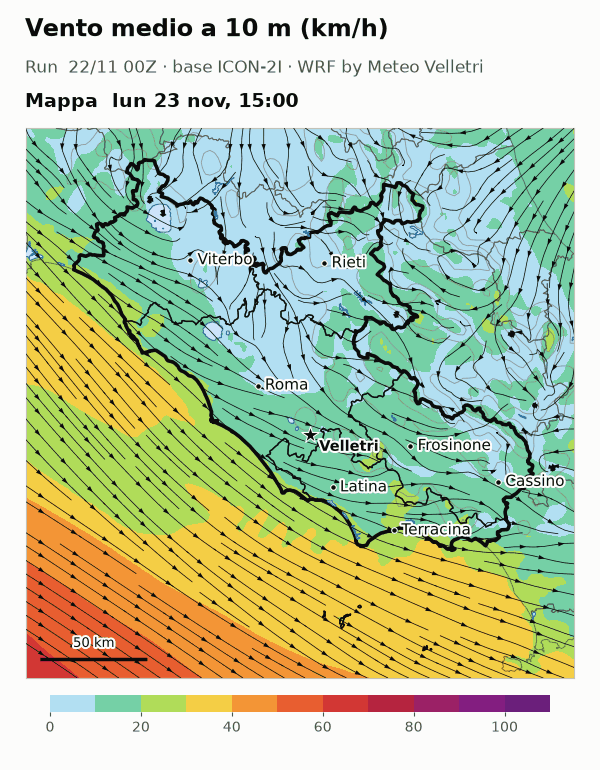 Vento medio a 10 m (km/h)
Run  22/11 00Z · base ICON-2I · WRF by Meteo Velletri
Mappa  lun 23 nov, 15:00
Viterbo
Rieti
Roma
Velletri
Frosinone
Latina
Cassino
Terracina
50 km
0 20 40 60 80 100